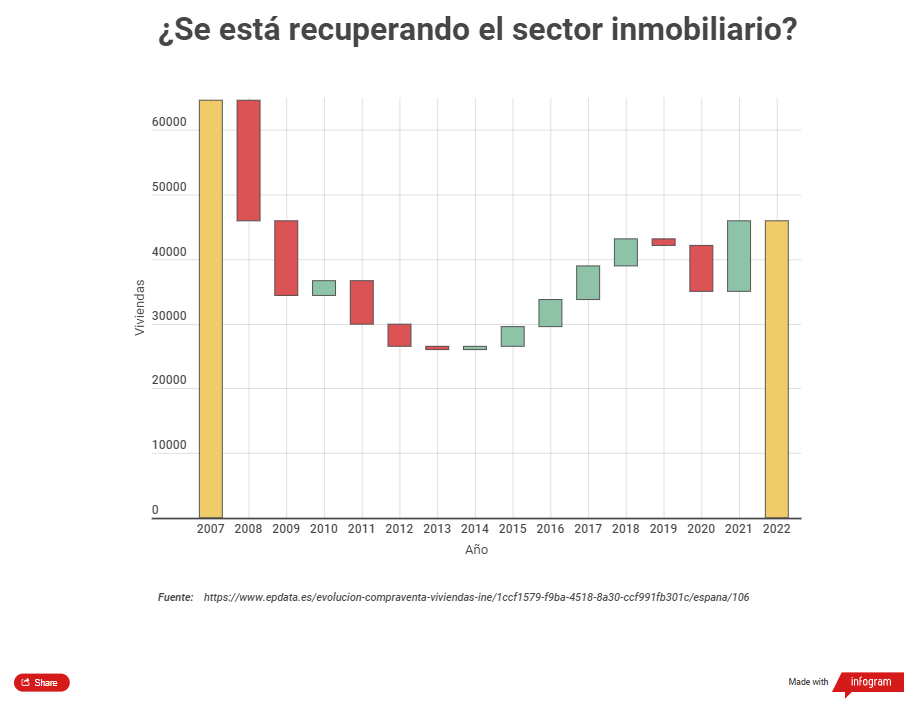 ¿Se está recuperando el sector inmobiliario?
60000
50000
40000
30000
20000
10000
0
Viviendas
2007 2008 2009 2010 2011 2012 2013 2014 2015 2016 2017 2018 2019 2020 2021 2022
Año
Fuente: https://www.epdata.es/evolucion-compraventa-viviendas-ine/1ccf1579-f9ba-4518-8a30-ccf991fb301c/espana/106
Share
Made with infogram